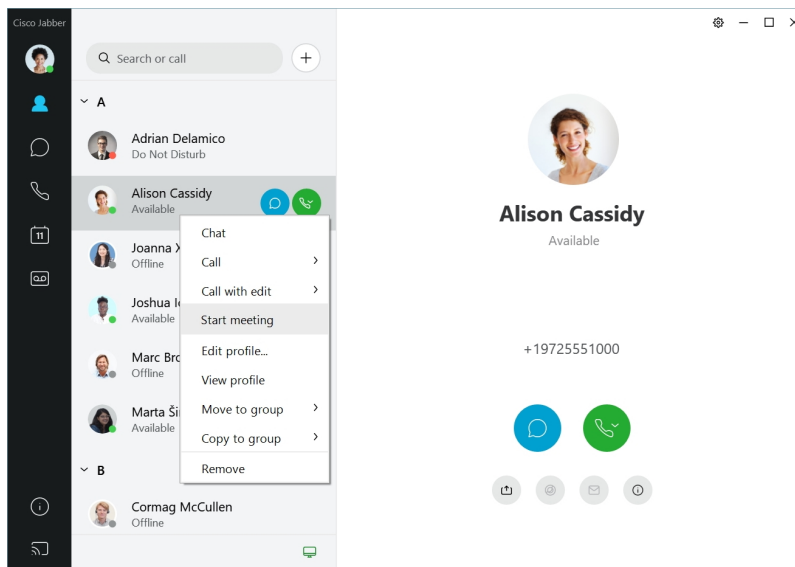 Cisco Jabber
Search or call
A
Adrian Delamico
Do Not Disturb
Alison Cassidy
Available
Joanna
Offline
Joshua
Available
Marc
Offline
Marta
Available
B
Cormag McCullen
Offline
11
Chat
Call
Call with edit
Start meeting
Edit profile...
View profile
Move to group
Copy to group
Remove
Alison Cassidy
Available
+19725551000